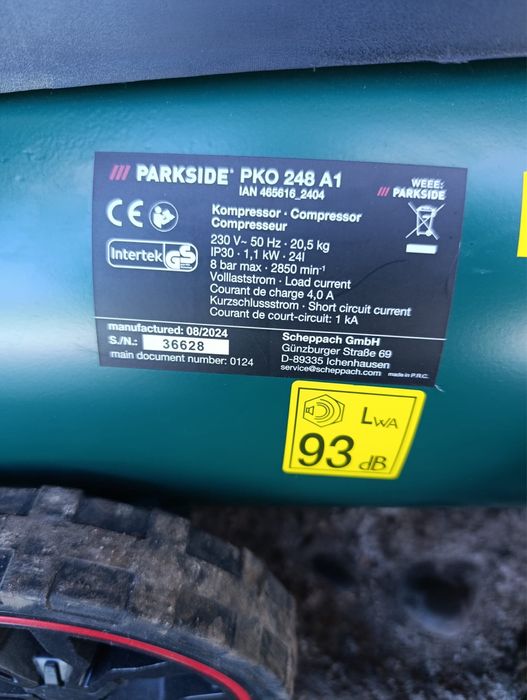 /// PARKSIDE® PKO 248 A1
IAN 465616_2404
WEEE:
/// PARKSIDE
CE
Intertek GS
Kompressor · Compressor
Compresseur
230 V~ 50 Hz · 20,5 kg
IP30 · 1,1 kW · 24l
8 bar max · 2850 min⁻¹
Volllaststrom · Load current
Courant de charge 4,0 A
Kurzschlussstrom · Short circuit current
Courant de court-circuit: 1 kA
manufactured: 08/2024
S./N.: 36628
main document number: 0124
Scheppach GmbH
Günzburger Straße 69
D-89335 Ichenhausen
service@scheppach.com made in P.R.C.
LWA
93 dB